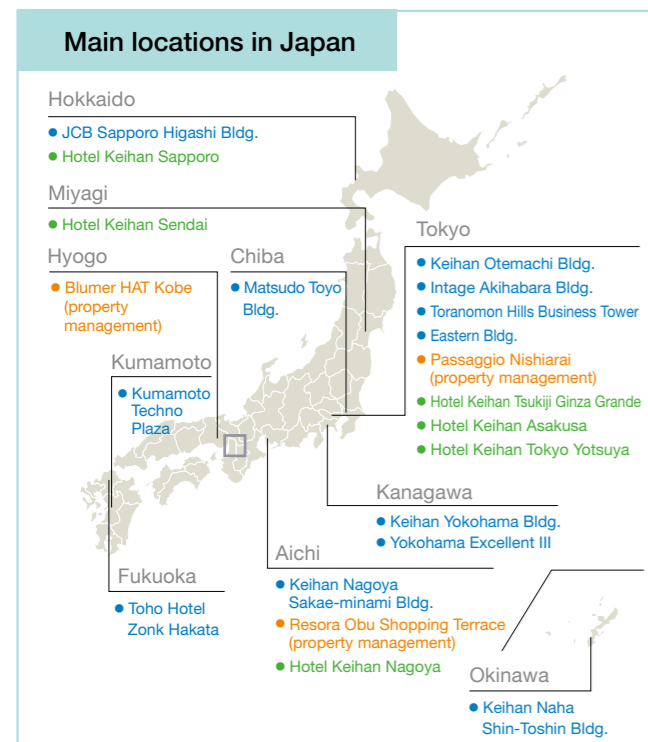 Main locations in Japan
Hokkaido
● JCB Sapporo Higashi Bldg.
● Hotel Keihan Sapporo
Miyagi
● Hotel Keihan Sendai
Hyogo
● Blumer HAT Kobe
(property
management)
Chiba
● Matsudo Toyo
Bldg.
Tokyo
● Keihan Otemachi Bldg.
● Intage Akihabara Bldg.
● Toranomon Hills Business Tower
● Eastern Bldg.
● Passaggio Nishiarai
(property management)
● Hotel Keihan Tsukiji Ginza Grande
● Hotel Keihan Asakusa
● Hotel Keihan Tokyo Yotsuya
Kumamoto
● Kumamoto
Techno
Plaza
Kanagawa
● Keihan Yokohama Bldg.
● Yokohama Excellent III
Aichi
● Keihan Nagoya
Sakae-minami Bldg.
● Resora Obu Shopping Terrace
(property management)
● Hotel Keihan Nagoya
Fukuoka
● Toho Hotel
Zonk Hakata
Okinawa
● Keihan Naha
Shin-Toshin Bldg.